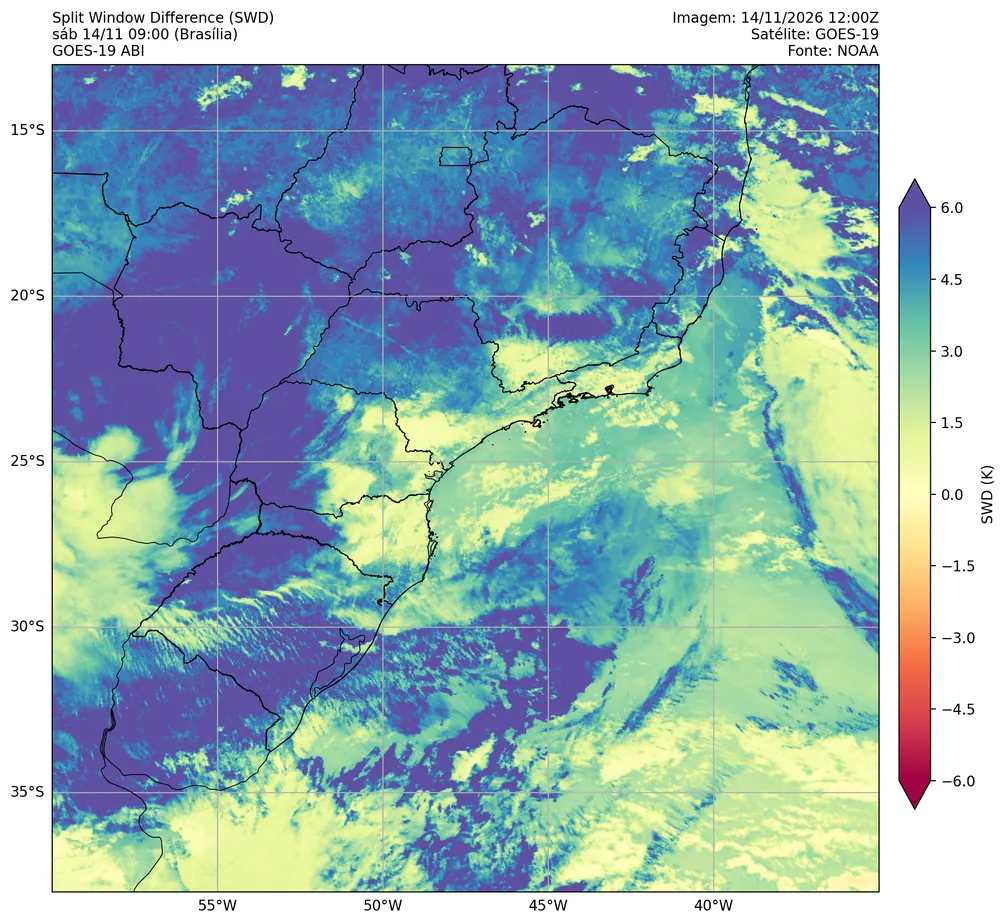 Split Window Difference (SWD)
sáb 14/11 09:00 (Brasília)
GOES-19 ABI
Imagem: 14/11/2026 12:00Z
Satélite: GOES-19
Fonte: NOAA
15°S
20°S
25°S
30°S
35°S
55°W
50°W
45°W
40°W
6.0
4.5
3.0
1.5
0.0
−1.5
−3.0
−4.5
−6.0
SWD (K)